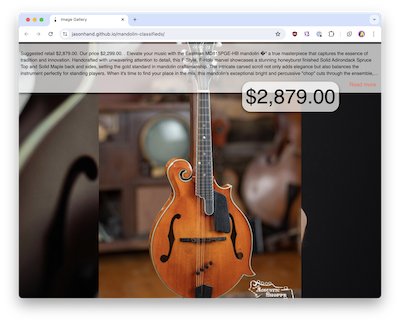 Image Gallery
jasonhand.github.io/mandolin-classifieds/
Suggested retail $2,879.00. Our price $2,299.00. . Elevate your music with the Eastman
mandolin a true masterpiece that captures the essence of
tradition and innovation. Handcrafted with unwavering attention to detail, this F-Style, F-Hole marvel showcases a stunning honeyburst finished Solid Adirondack Spruce
Top and Solid Maple back and sides, setting the gold standard in mandolin craftsmanship. The intricate carved scroll not only adds elegance but also balances the
instrument perfectly for standing players. When it's time to find your place in the mix, this mandolin's exceptional bright and persuasive "chop" cuts through the ensemble,...
Read more
$2,879.00